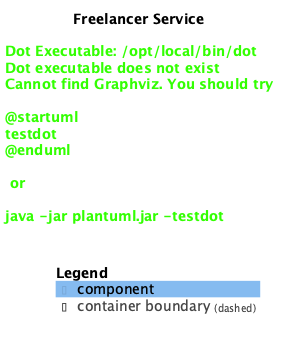 Freelancer Service
Dot Executable: /opt/local/bin/dot
Dot executable does not exist
Cannot find Graphviz. You should try
@startuml
testdot
@enduml
or
java -jar plantuml.jar -testdot
Legend
▯ component
▯ container boundary (dashed)